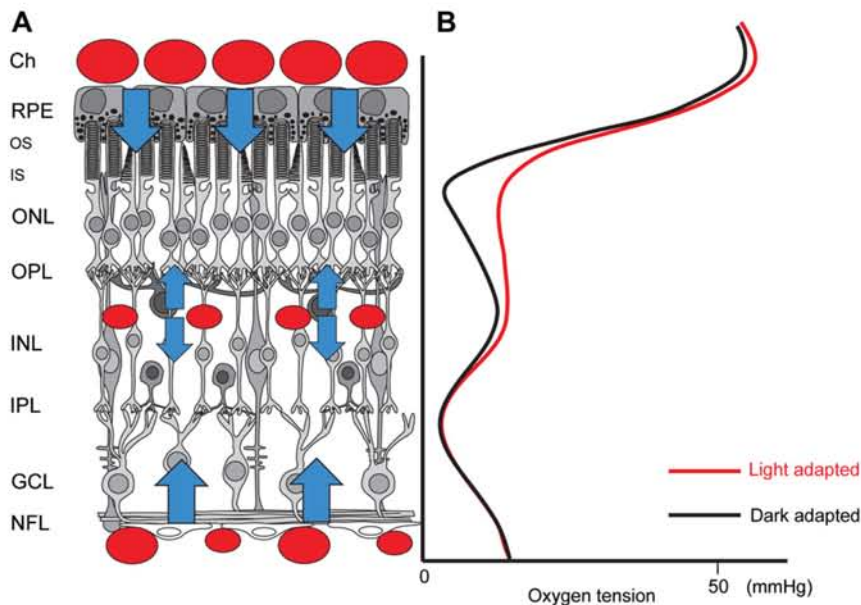 A
Ch
RPE
OS
IS
ONL
OPL
INL
IPL
GCL
NFL
B
Light adapted
Dark adapted
0
50
(mmHg)
Oxygen tension